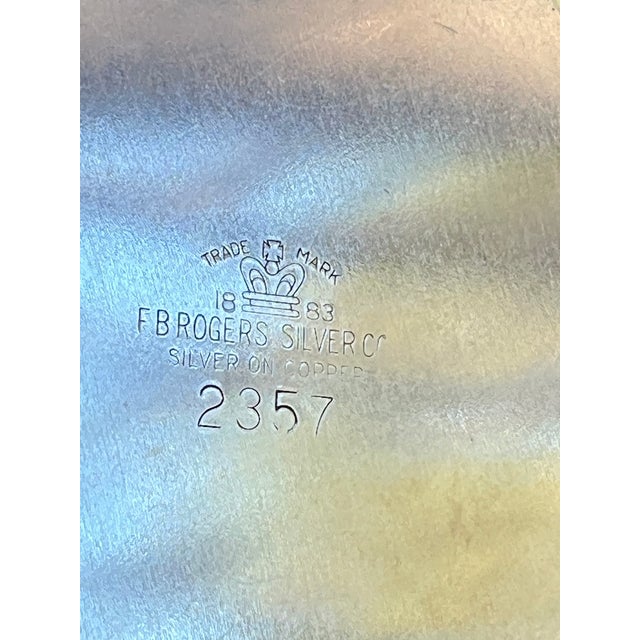 TRADE MARK
18 83
F B ROGERS SILVER CO
SILVER ON COPPER
2357